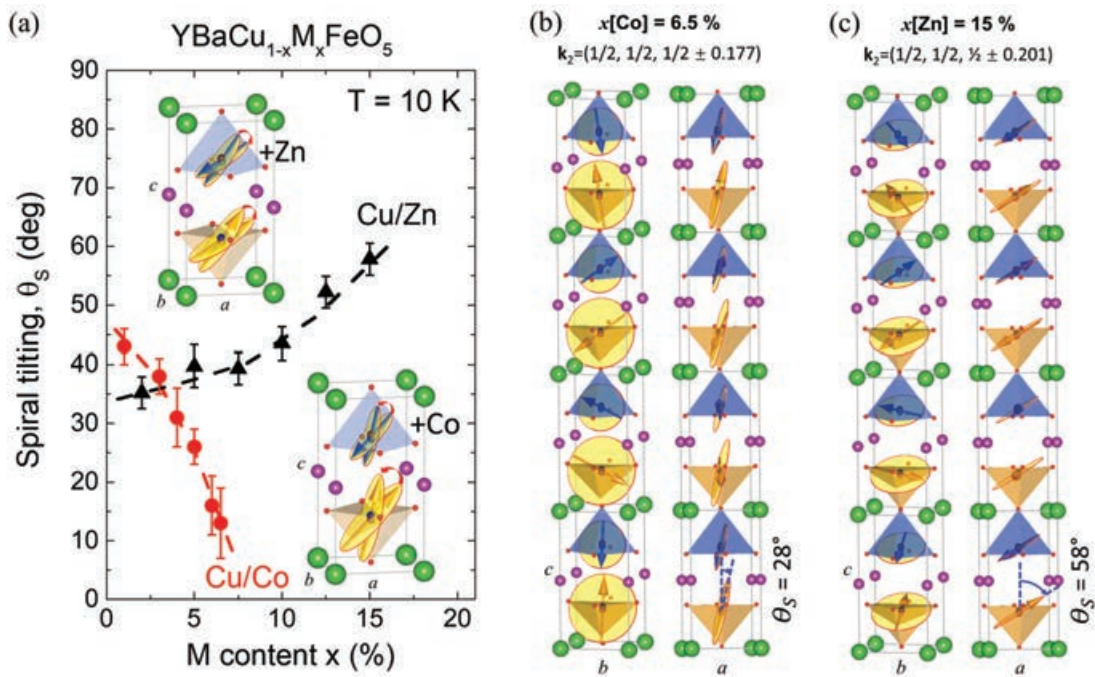 (a)
YBaCu1-xMxFeO5
T = 10 K
Spiral tilting, θS (deg)
90
80
70
60
50
40
30
20
10
0
0 5 10 15 20
M content x (%)
+Zn
c
b
a
Cu/Zn
+Co
c
b
a
Cu/Co
(b)
x[Co] = 6.5 %
k2=(1/2, 1/2, 1/2 ± 0.177)
c
b
a
θS = 28°
(c)
x[Zn] = 15 %
k2=(1/2, 1/2, ½ ± 0.201)
c
b
a
θS = 58°